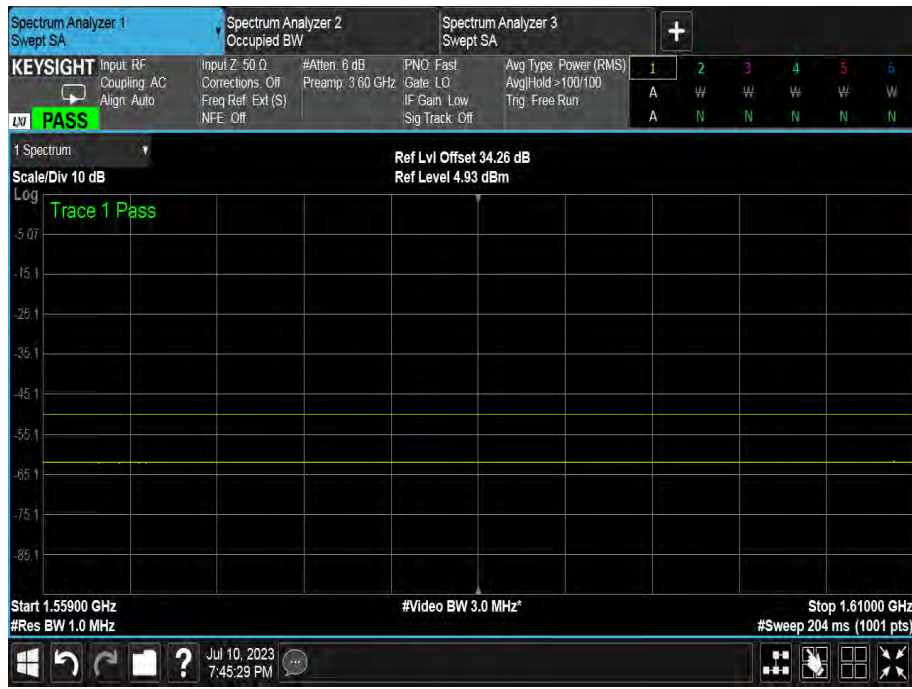 Spectrum Analyzer 1
Swept SA
Spectrum Analyzer 2
Occupied BW
Spectrum Analyzer 3
Swept SA
+
KEYSIGHT
Input: RF
Coupling: AC
Align: Auto
Input Z: 50 Ω
Corrections: Off
Freq Ref: Ext (S)
NFE: Off
#Atten: 6 dB
Preamp: 3.60 GHz
PNO: Fast
Gate: LO
IF Gain: Low
Sig Track: Off
Avg Type: Power (RMS)
Avg|Hold >100/100
Trig: Free Run
1 2 3 4 5 6
A W W W W W
A N N N N N
LXI PASS
1 Spectrum
Scale/Div 10 dB
Ref Lvl Offset 34.26 dB
Ref Level 4.93 dBm
Log
Trace 1 Pass
-5.07
-15.1
-25.1
-35.1
-45.1
-55.1
-65.1
-75.1
-85.1
Start 1.55900 GHz
#Res BW 1.0 MHz
#Video BW 3.0 MHz*
Stop 1.61000 GHz
#Sweep 204 ms (1001 pts)
?
Jul 10, 2023
7:45:29 PM